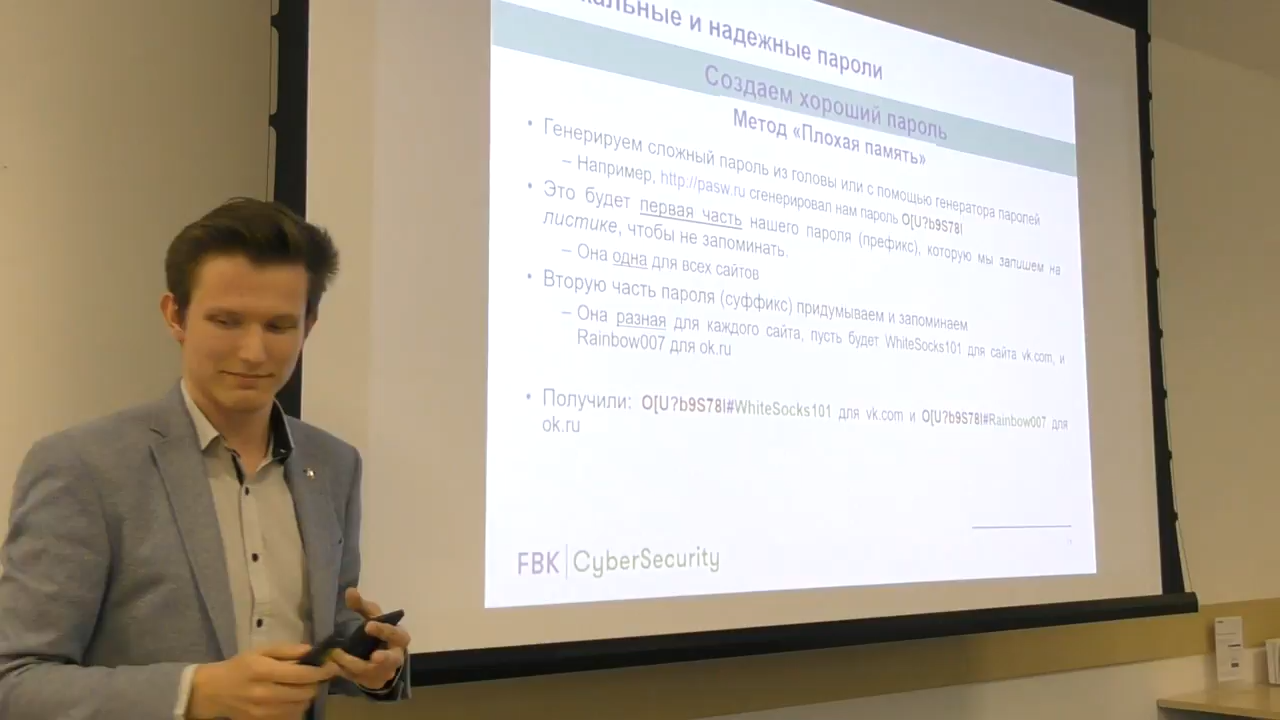 и надежные пароли
Создаем хороший пароль
Метод «Плохая память»
• Генерируем сложный пароль из головы или с помощью генератора паролей
– Например, http://pasw.ru сгенерировал нам пароль O[U?b9S78l
• Это будет первая часть нашего пароля (префикс), которую мы запишем на
листике, чтобы не запоминать.
– Она одна для всех сайтов
• Вторую часть пароля (суффикс) придумываем и запоминаем
– Она разная для каждого сайта, пусть будет WhiteSocks101 для сайта vk.com, и
Rainbow007 для ok.ru
• Получили: O[U?b9S78l#WhiteSocks101 для vk.com и O[U?b9S78l#Rainbow007 для
ok.ru
FBK CyberSecurity